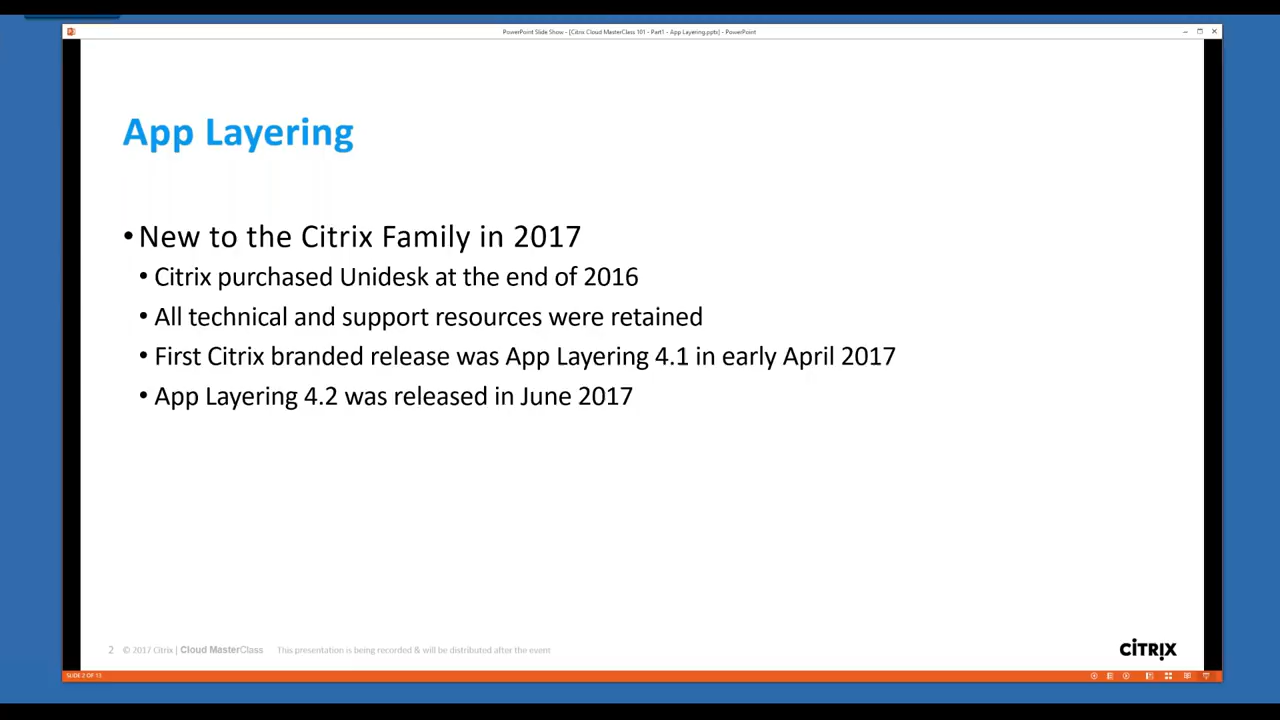 PowerPoint Slide Show - [Citrix Cloud MasterClass 101 - Part1 - App Layering.pptx] - PowerPoint
App Layering
• New to the Citrix Family in 2017
• Citrix purchased Unidesk at the end of 2016
• All technical and support resources were retained
• First Citrix branded release was App Layering 4.1 in early April 2017
• App Layering 4.2 was released in June 2017
2 © 2017 Citrix | Cloud MasterClass This presentation is being recorded & will be distributed after the event
CİTRIX
SLIDE 2 OF 13